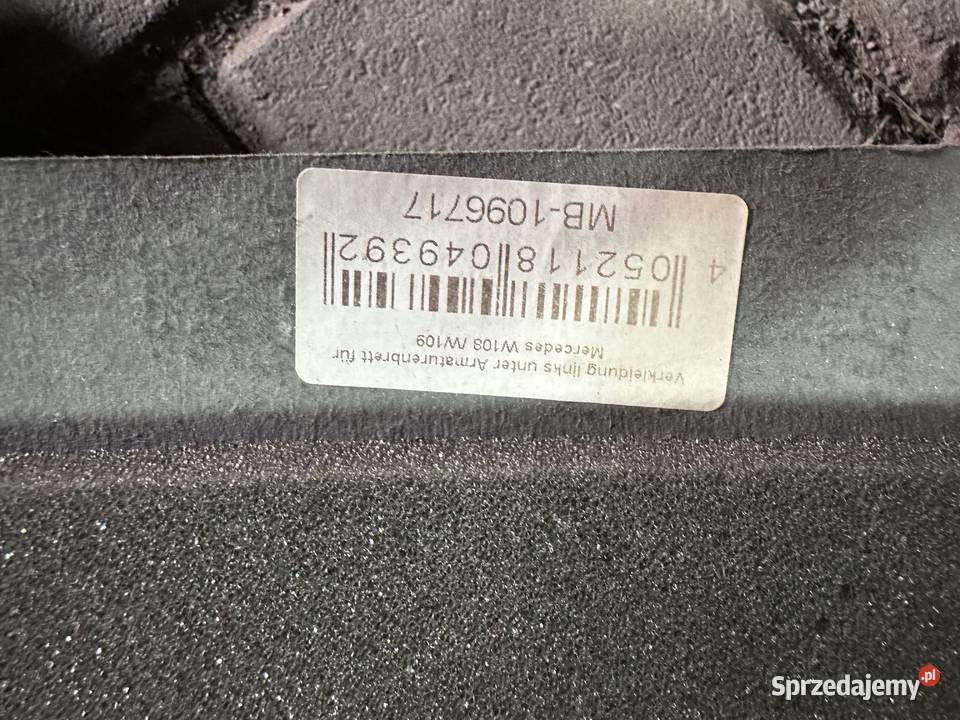 Verkleidung links unter Armaturenbrett für
Mercedes W108 /W109
4 052118 049392
MB-1096717
Sprzedajemy.pl